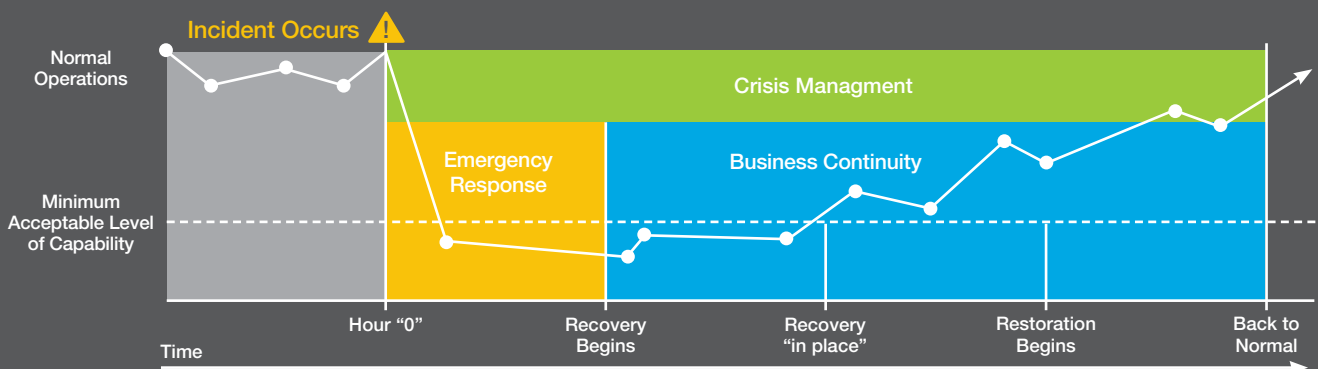 Incident Occurs
!
Normal
Operations
Crisis Managment
Emergency
Response
Business Continuity
Minimum
Acceptable Level
of Capability
Hour “0”
Recovery
Begins
Recovery
“in place”
Restoration
Begins
Back to
Normal
Time